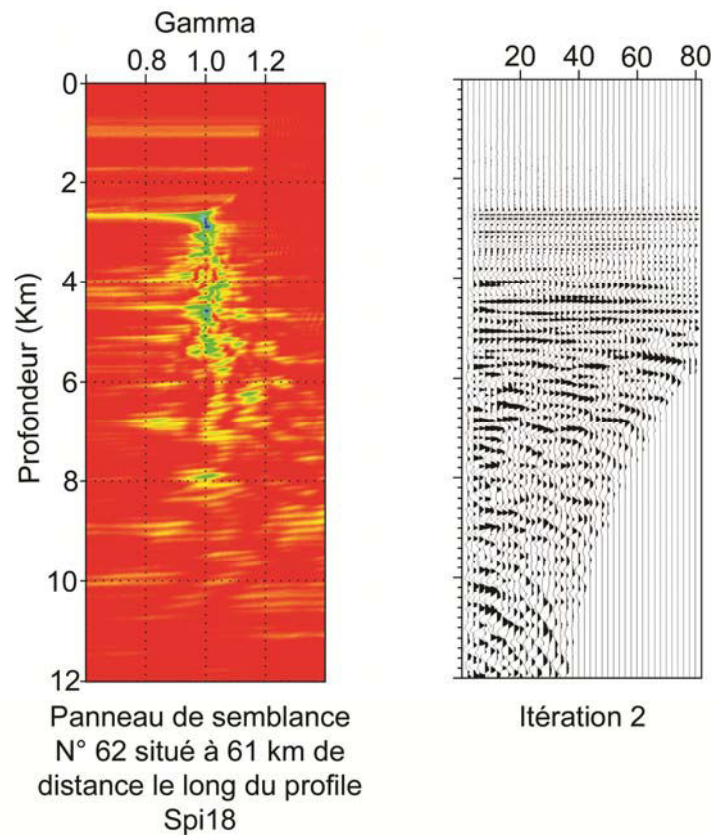 Gamma
0.8 1.0 1.2
20 40 60 80
0
2
4
6
8
10
12
Profondeur (Km)
Panneau de semblance
N° 62 situé à 61 km de
distance le long du profile
Spi18
Itération 2